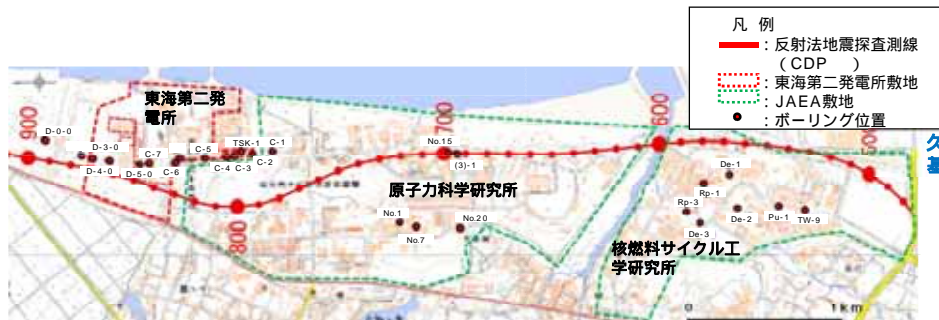 凡 例
：反射法地震探査測線
（CDP　　）
：東海第二発電所敷地
：JAEA敷地
：ボーリング位置
久
基
900
東海第二発
電所
D-0-0
D-3-0
D-4-0
D-5-0
C-7
C-6
C-5
TSK-1
C-4
C-3
C-2
C-1
800
700
No.15
(3)-1
原子力科学研究所
No.1
No.7
No.20
600
De-1
Rp-1
Rp-3
De-3
De-2
Pu-1
TW-9
核燃料サイクル工
学研究所
0
1km